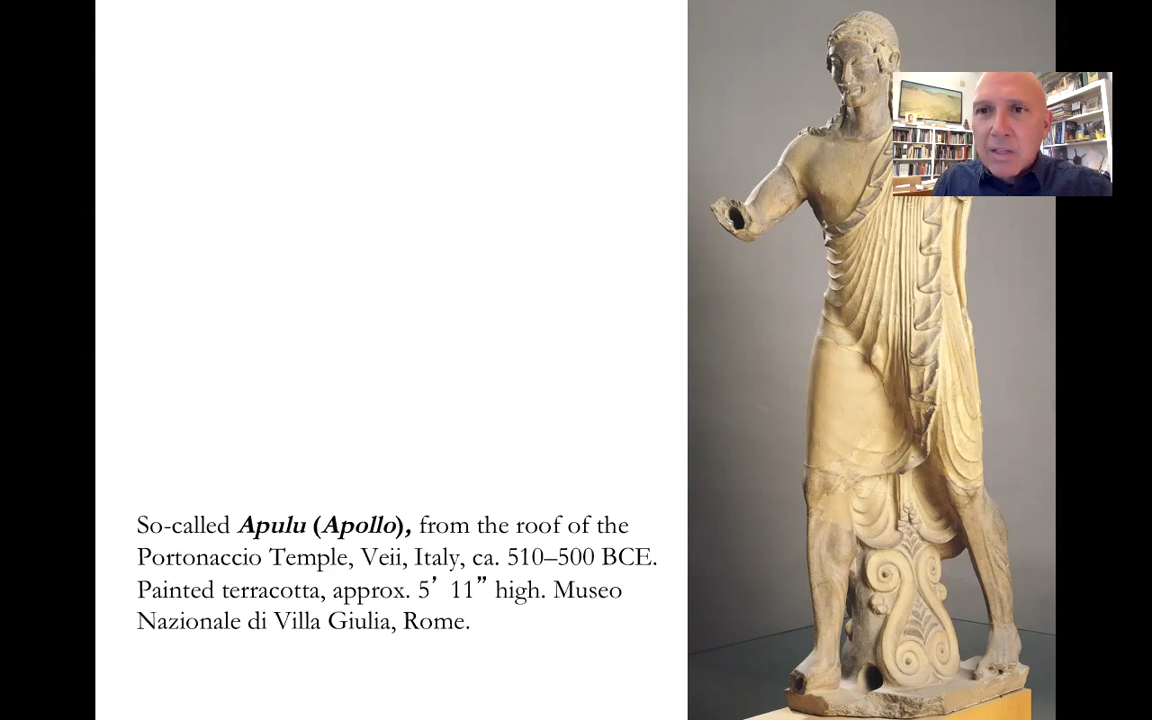 So-called Apulu (Apollo), from the roof of the
Portonaccio Temple, Veii, Italy, ca. 510–500 BCE.
Painted terracotta, approx. 5’ 11” high. Museo
Nazionale di Villa Giulia, Rome.